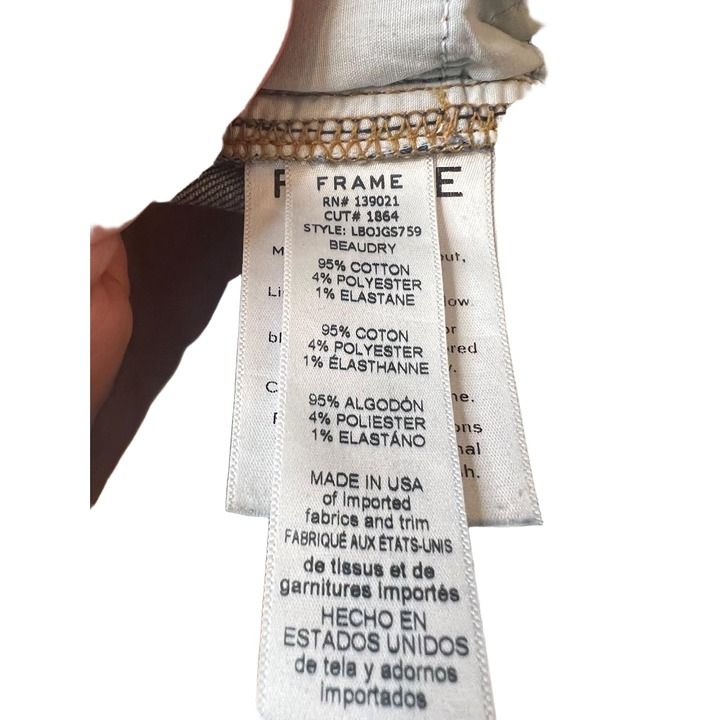 FRAME
RN# 139021
CUT# 1864
STYLE: LBOJGS759
BEAUDRY
95% COTTON
4% POLYESTER
1% ELASTANE
95% COTON
4% POLYESTER
1% ÉLASTHANNE
95% ALGODÓN
4% POLIESTER
1% ELASTÁNO
MADE IN USA
of imported
fabrics and trim
FABRIQUÉ AUX ÉTATS-UNIS
de tissus et de
garnitures importés
HECHO EN
ESTADOS UNIDOS
de tela y adornos
importados